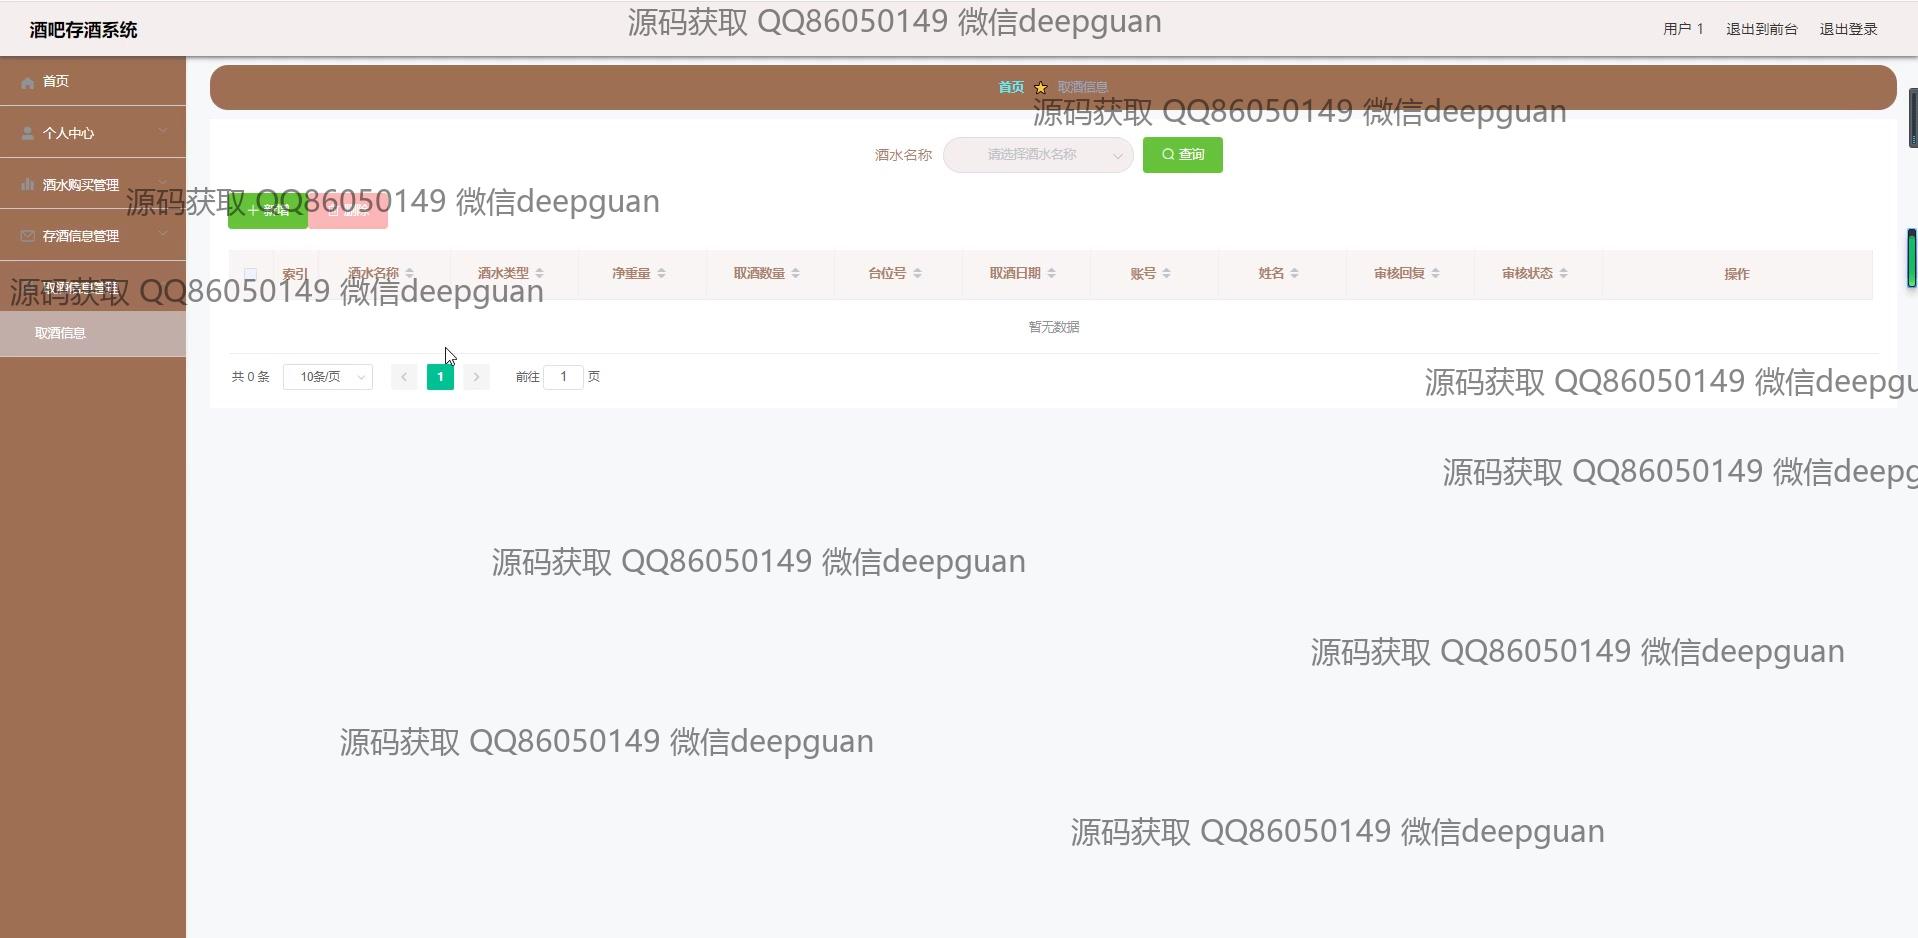 酒吧存酒系统
源码获取 QQ86050149 微信deepguan
用户 1
退出到前台
退出登录
首页
个人中心
酒水购买管理
存酒信息管理
取酒信息管理
取酒信息
首页
取酒信息
源码获取 QQ86050149 微信deepguan
酒水名称
请选择酒水名称
查询
源码获取 QQ86050149 微信deepguan
新增
删除
索引
酒水名称
酒水类型
净重量
取酒数量
台位号
取酒日期
账号
姓名
审核回复
审核状态
操作
源码获取 QQ86050149 微信deepguan
暂无数据
共 0 条
10条/页
1
前往
1
页
源码获取 QQ86050149 微信deepgu
源码获取 QQ86050149 微信deepg
源码获取 QQ86050149 微信deepguan
源码获取 QQ86050149 微信deepguan
源码获取 QQ86050149 微信deepguan
源码获取 QQ86050149 微信deepguan